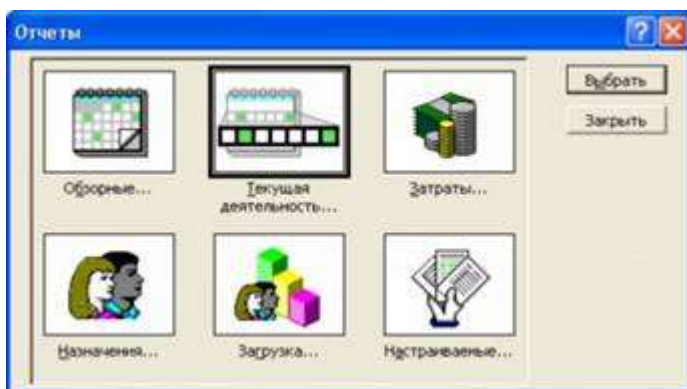 Отчеты
Выбрать
Закрыть
Обзорные...
Текущая
деятельность...
Затраты...
Назначения...
Загрузка...
Настраиваемые...